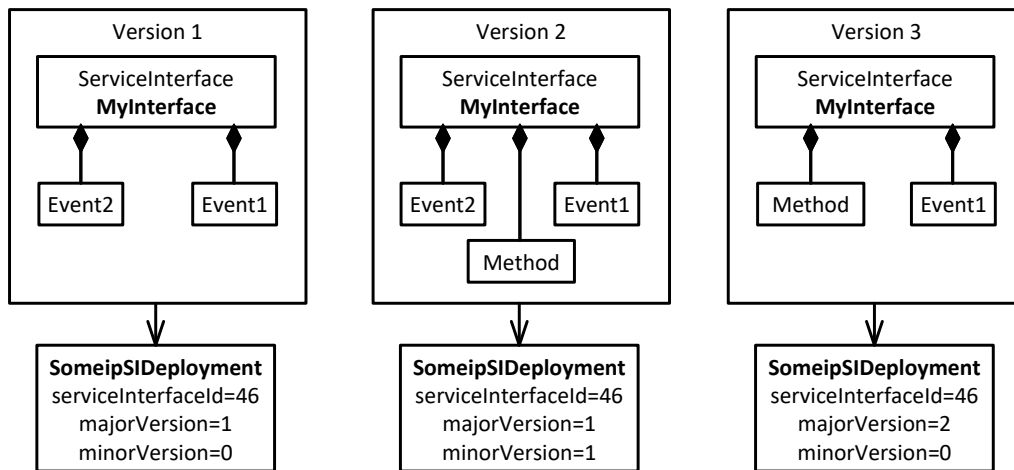 Version 1
ServiceInterface
MyInterface
Event2
Event1
SomeipSIDeployment
serviceInterfaceId=46
majorVersion=1
minorVersion=0
Version 2
ServiceInterface
MyInterface
Event2
Event1
Method
SomeipSIDeployment
serviceInterfaceId=46
majorVersion=1
minorVersion=1
Version 3
ServiceInterface
MyInterface
Method
Event1
SomeipSIDeployment
serviceInterfaceId=46
majorVersion=2
minorVersion=0